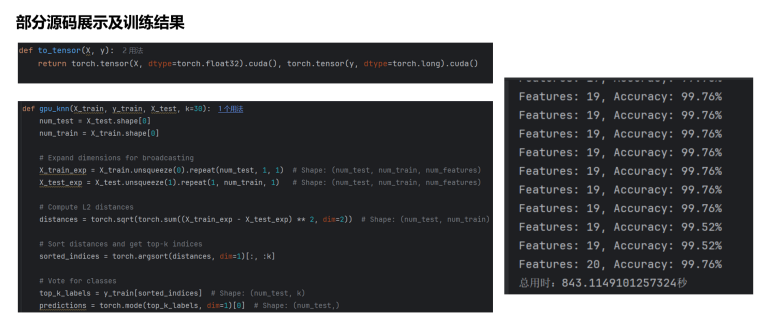 部分源码展示及训练结果
def to_tensor(X, y):  2 用法
return torch.tensor(X, dtype=torch.float32).cuda(), torch.tensor(y, dtype=torch.long).cuda()
def gpu_knn(X_train, y_train, X_test, k=30):  1 个用法
num_test = X_test.shape[0]
num_train = X_train.shape[0]
# Expand dimensions for broadcasting
X_train_exp = X_train.unsqueeze(0).repeat(num_test, 1, 1)  # Shape: (num_test, num_train, num_features)
X_test_exp = X_test.unsqueeze(1).repeat(1, num_train, 1)  # Shape: (num_test, num_train, num_features)
# Compute L2 distances
distances = torch.sqrt(torch.sum((X_train_exp - X_test_exp) ** 2, dim=2))  # Shape: (num_test, num_train)
# Sort distances and get top-k indices
sorted_indices = torch.argsort(distances, dim=1)[:, :k]
# Vote for classes
top_k_labels = y_train[sorted_indices]  # Shape: (num_test, k)
predictions = torch.mode(top_k_labels, dim=1)[0]  # Shape: (num_test,)
Features: 19, Accuracy: 99.76%
Features: 19, Accuracy: 99.76%
Features: 19, Accuracy: 99.76%
Features: 19, Accuracy: 99.76%
Features: 19, Accuracy: 99.76%
Features: 19, Accuracy: 99.76%
Features: 19, Accuracy: 99.52%
Features: 19, Accuracy: 99.52%
Features: 20, Accuracy: 99.76%
总用时：843.1149101257324秒